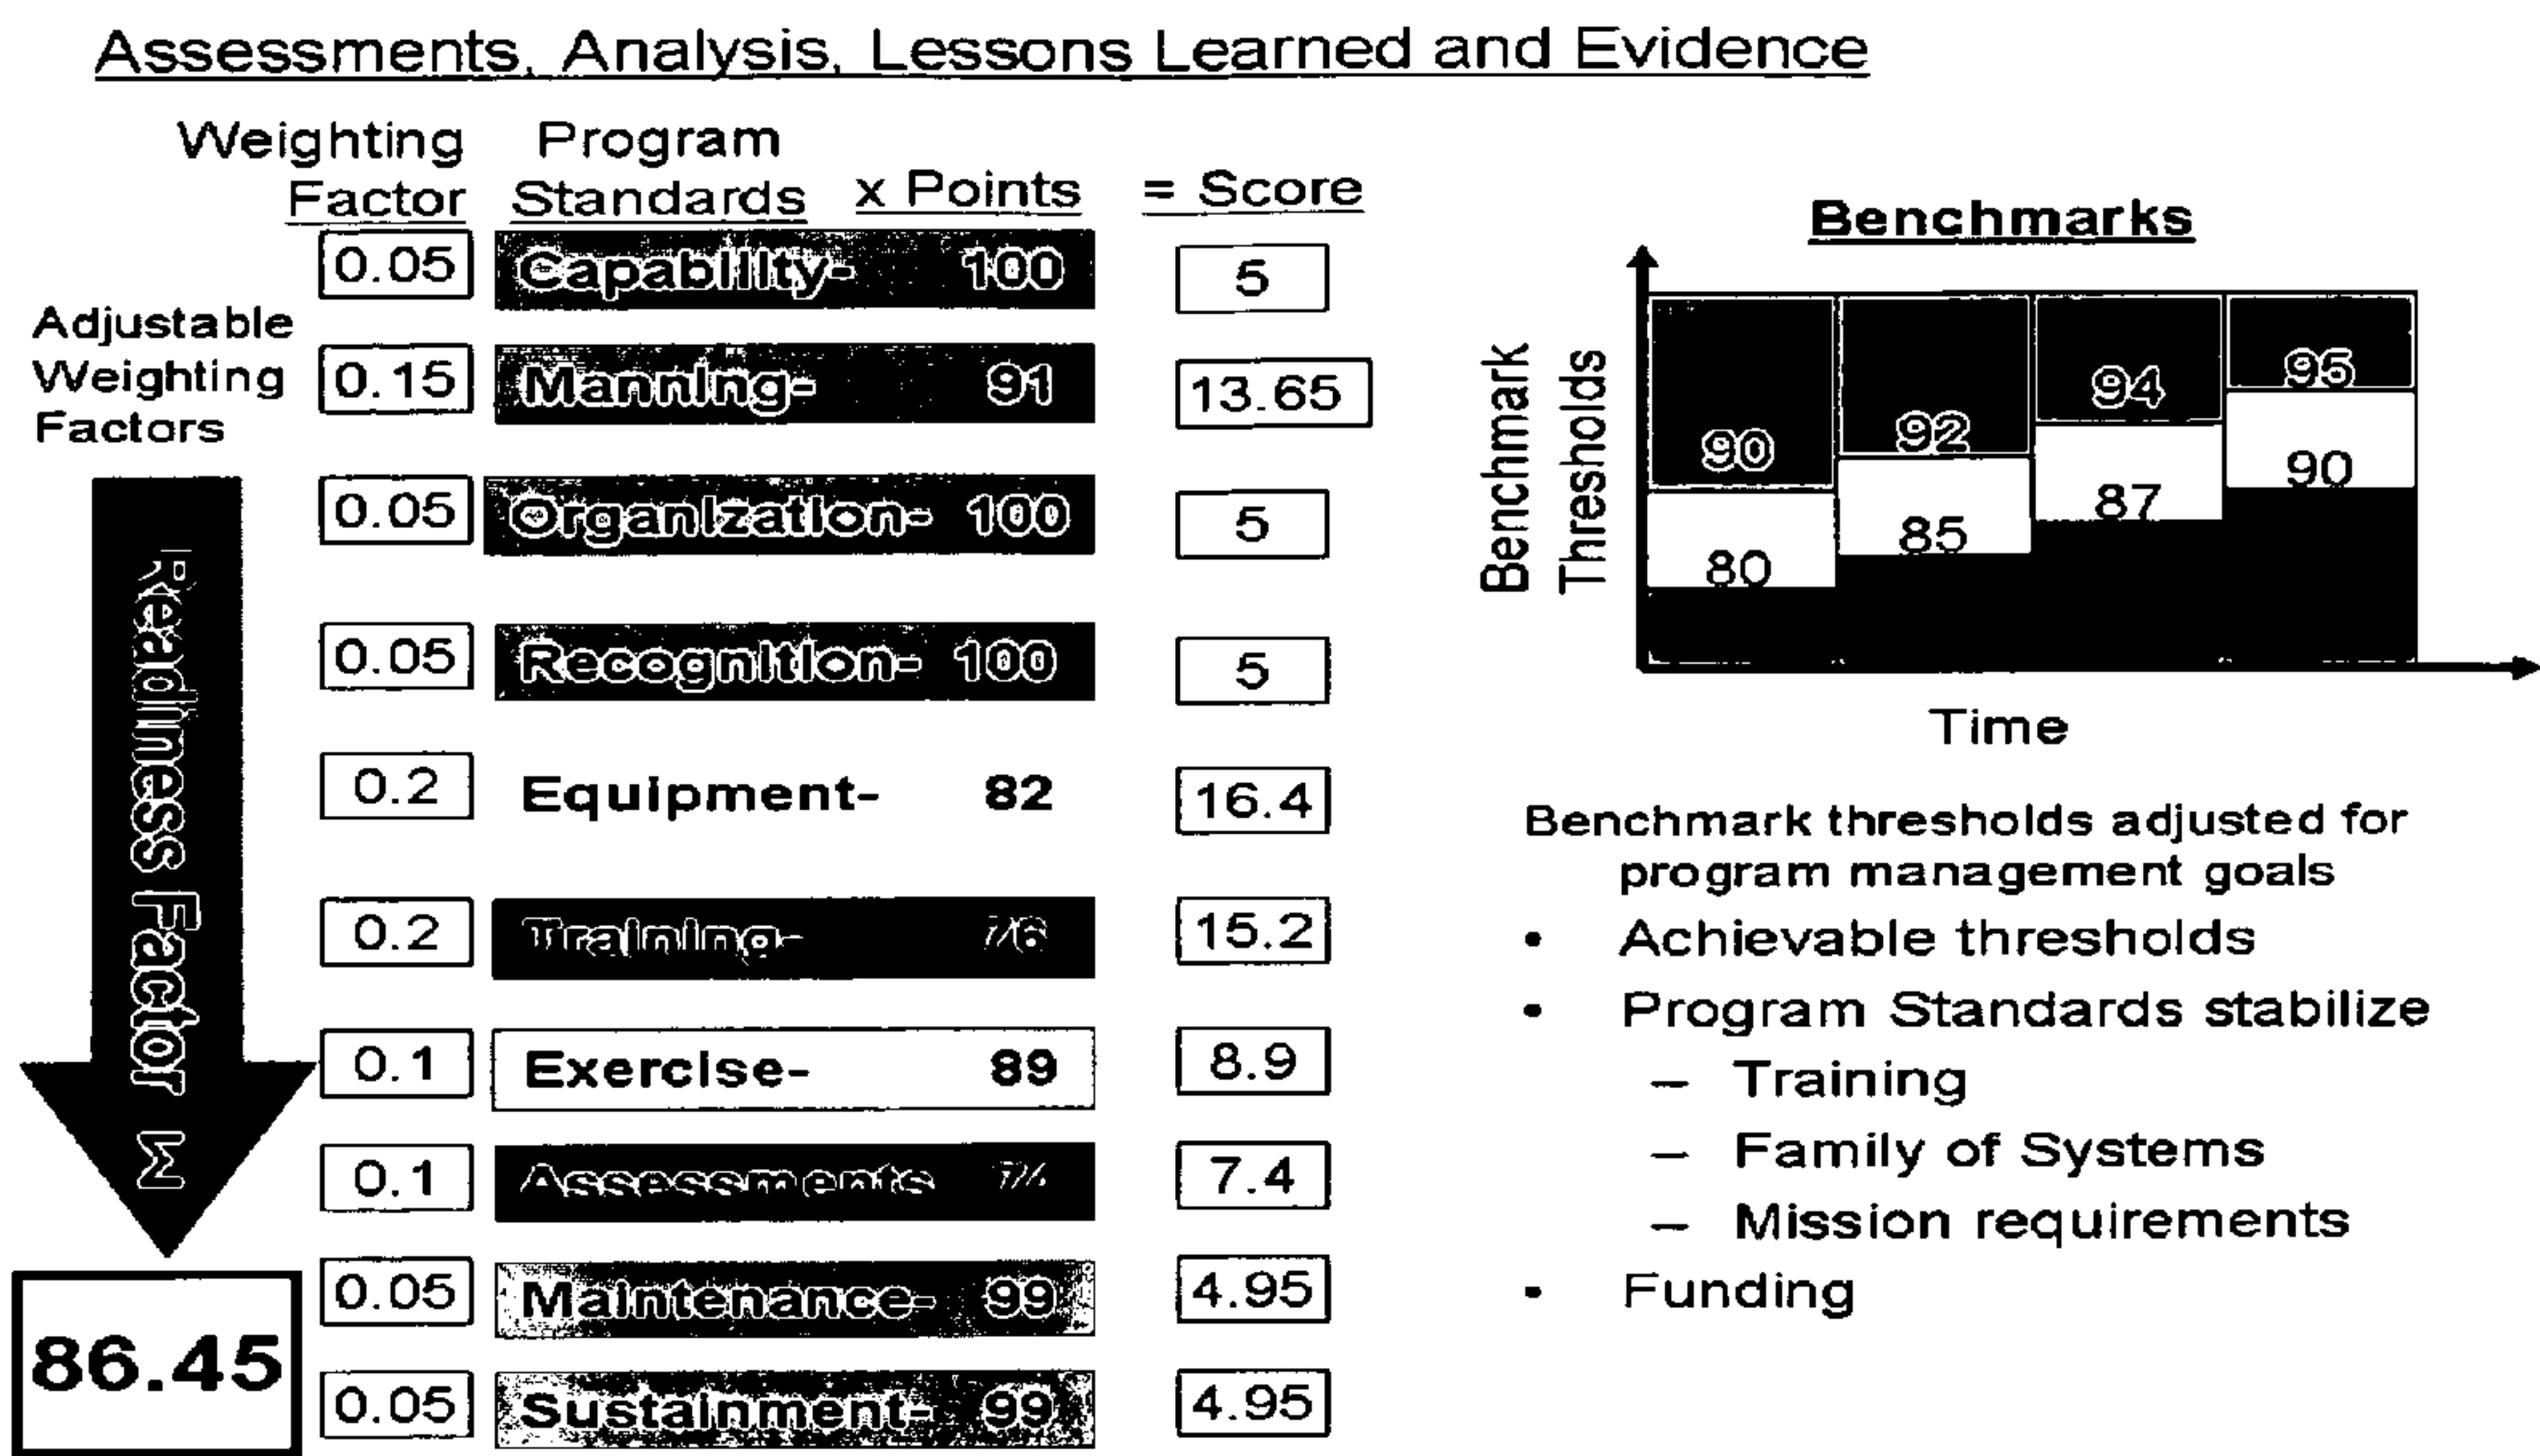 Assessments, Analysis, Lessons Learned and Evidence
Weighting Factor
Program Standards
x Points
= Score
Adjustable
Weighting
Factors
0.05 Capability- 100 5
0.15 Manning- 91 13.65
0.05 Organization- 100 5
0.05 Recognition- 100 5
0.2 Equipment- 82 16.4
0.2 Training- 76 15.2
0.1 Exercise- 89 8.9
0.1 Assessments 74 7.4
0.05 Maintenance- 99 4.95
0.05 Sustainment- 99 4.95
Readiness Factor Σ
86.45
Benchmarks
Benchmark
Thresholds
90 92 94 95
80 85 87 90
Time
Benchmark thresholds adjusted for
program management goals
• Achievable thresholds
• Program Standards stabilize
– Training
– Family of Systems
– Mission requirements
• Funding